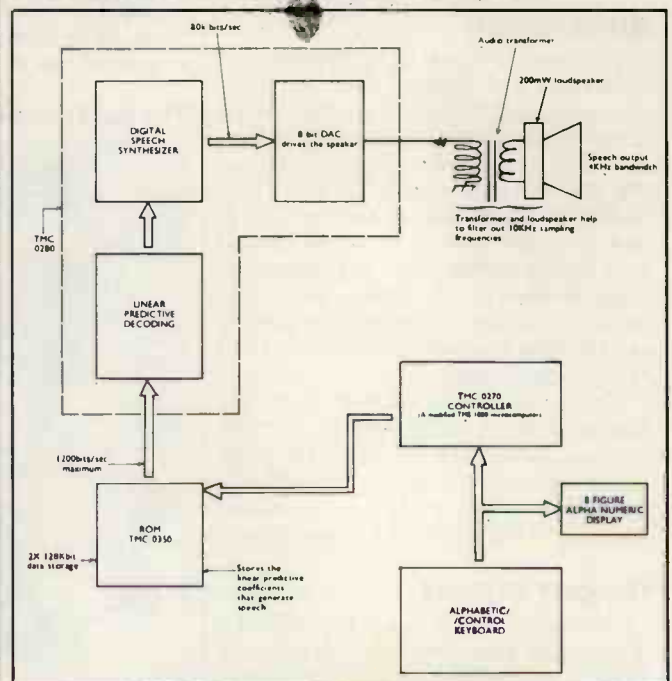 80k bits/sec
Audio transformer
200mW loudspeaker
DIGITAL
SPEECH
SYNTHESIZER
8 bit DAC
drives the speaker
Speech output
4KHz bandwidth
Transformer and loudspeaker help
to filter out 10KHz sampling
frequencies
TMC
0280
LINEAR
PREDICTIVE
DECODING
TMC 0270
CONTROLLER
(A modified TMS 1000 microcomputer)
1200bits/sec
maximum
8 FIGURE
ALPHA NUMERIC
DISPLAY
ROM
TMC 0350
2X 128Kbit
data storage
Stores the
linear predictive
coefficients
that generate
speech
ALPHABETIC/
/CONTROL
KEYBOARD